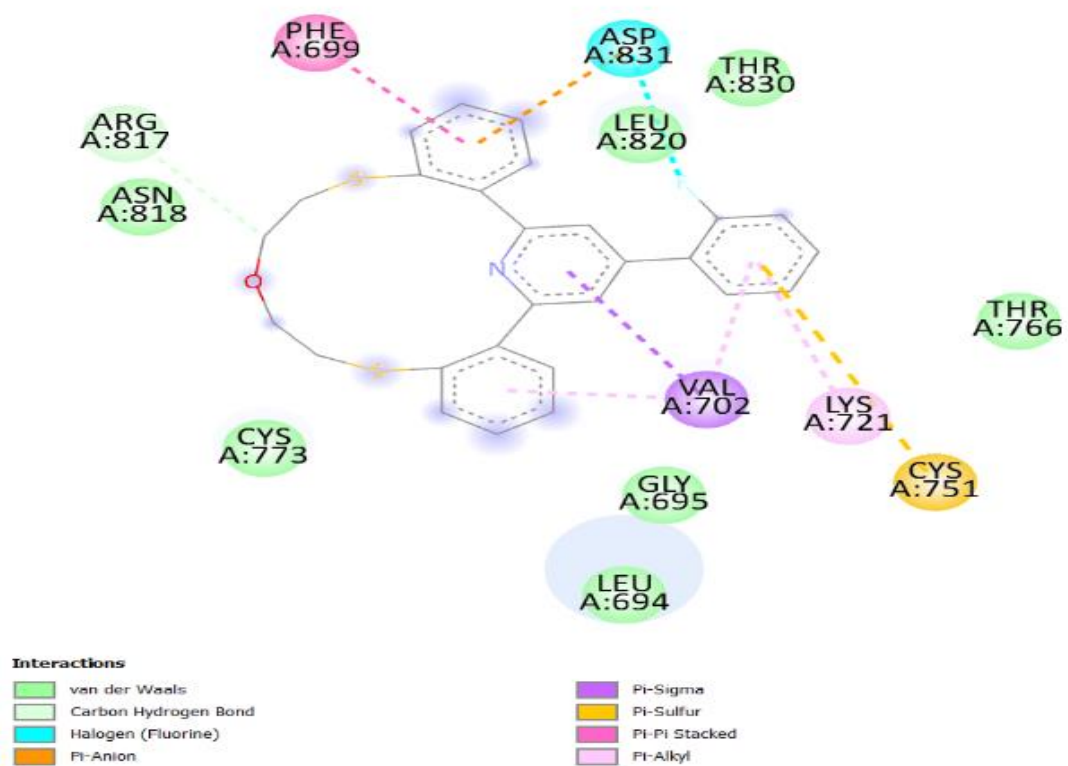 PHE
A:699
ASP
A:831
THR
A:830
ARG
A:817
LEU
A:820
ASN
A:818
S
N
O
THR
A:766
S
VAL
A:702
LYS
A:721
CYS
A:773
CYS
A:751
GLY
A:695
LEU
A:694
Interactions
van der Waals
Carbon Hydrogen Bond
Halogen (Fluorine)
Pi-Anion
Pi-Sigma
Pi-Sulfur
Pi-Pi Stacked
Pi-Alkyl